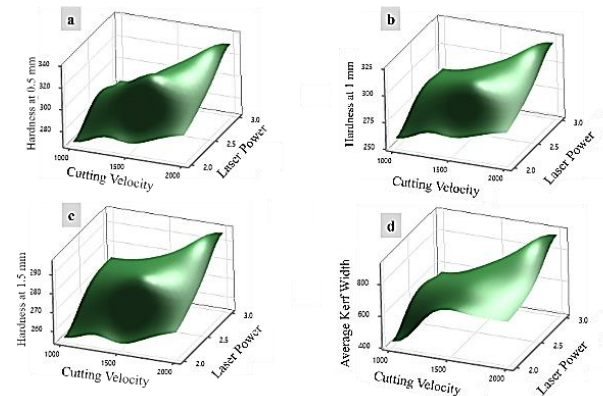 a
Hardness at 0.5 mm
340
320
300
280
1000
1500
2000
Cutting Velocity
2.0
2.5
3.0
Laser Power
b
Hardness at 1 mm
325
300
275
250
1000
1500
2000
Cutting Velocity
2.0
2.5
3.0
Laser Power
c
Hardness at 1.5 mm
290
280
270
260
1000
1500
2000
Cutting Velocity
2.0
2.5
3.0
Laser Power
d
Average Kerf Width
800
600
400
1000
1500
2000
Cutting Velocity
2.0
2.5
3.0
Laser Power